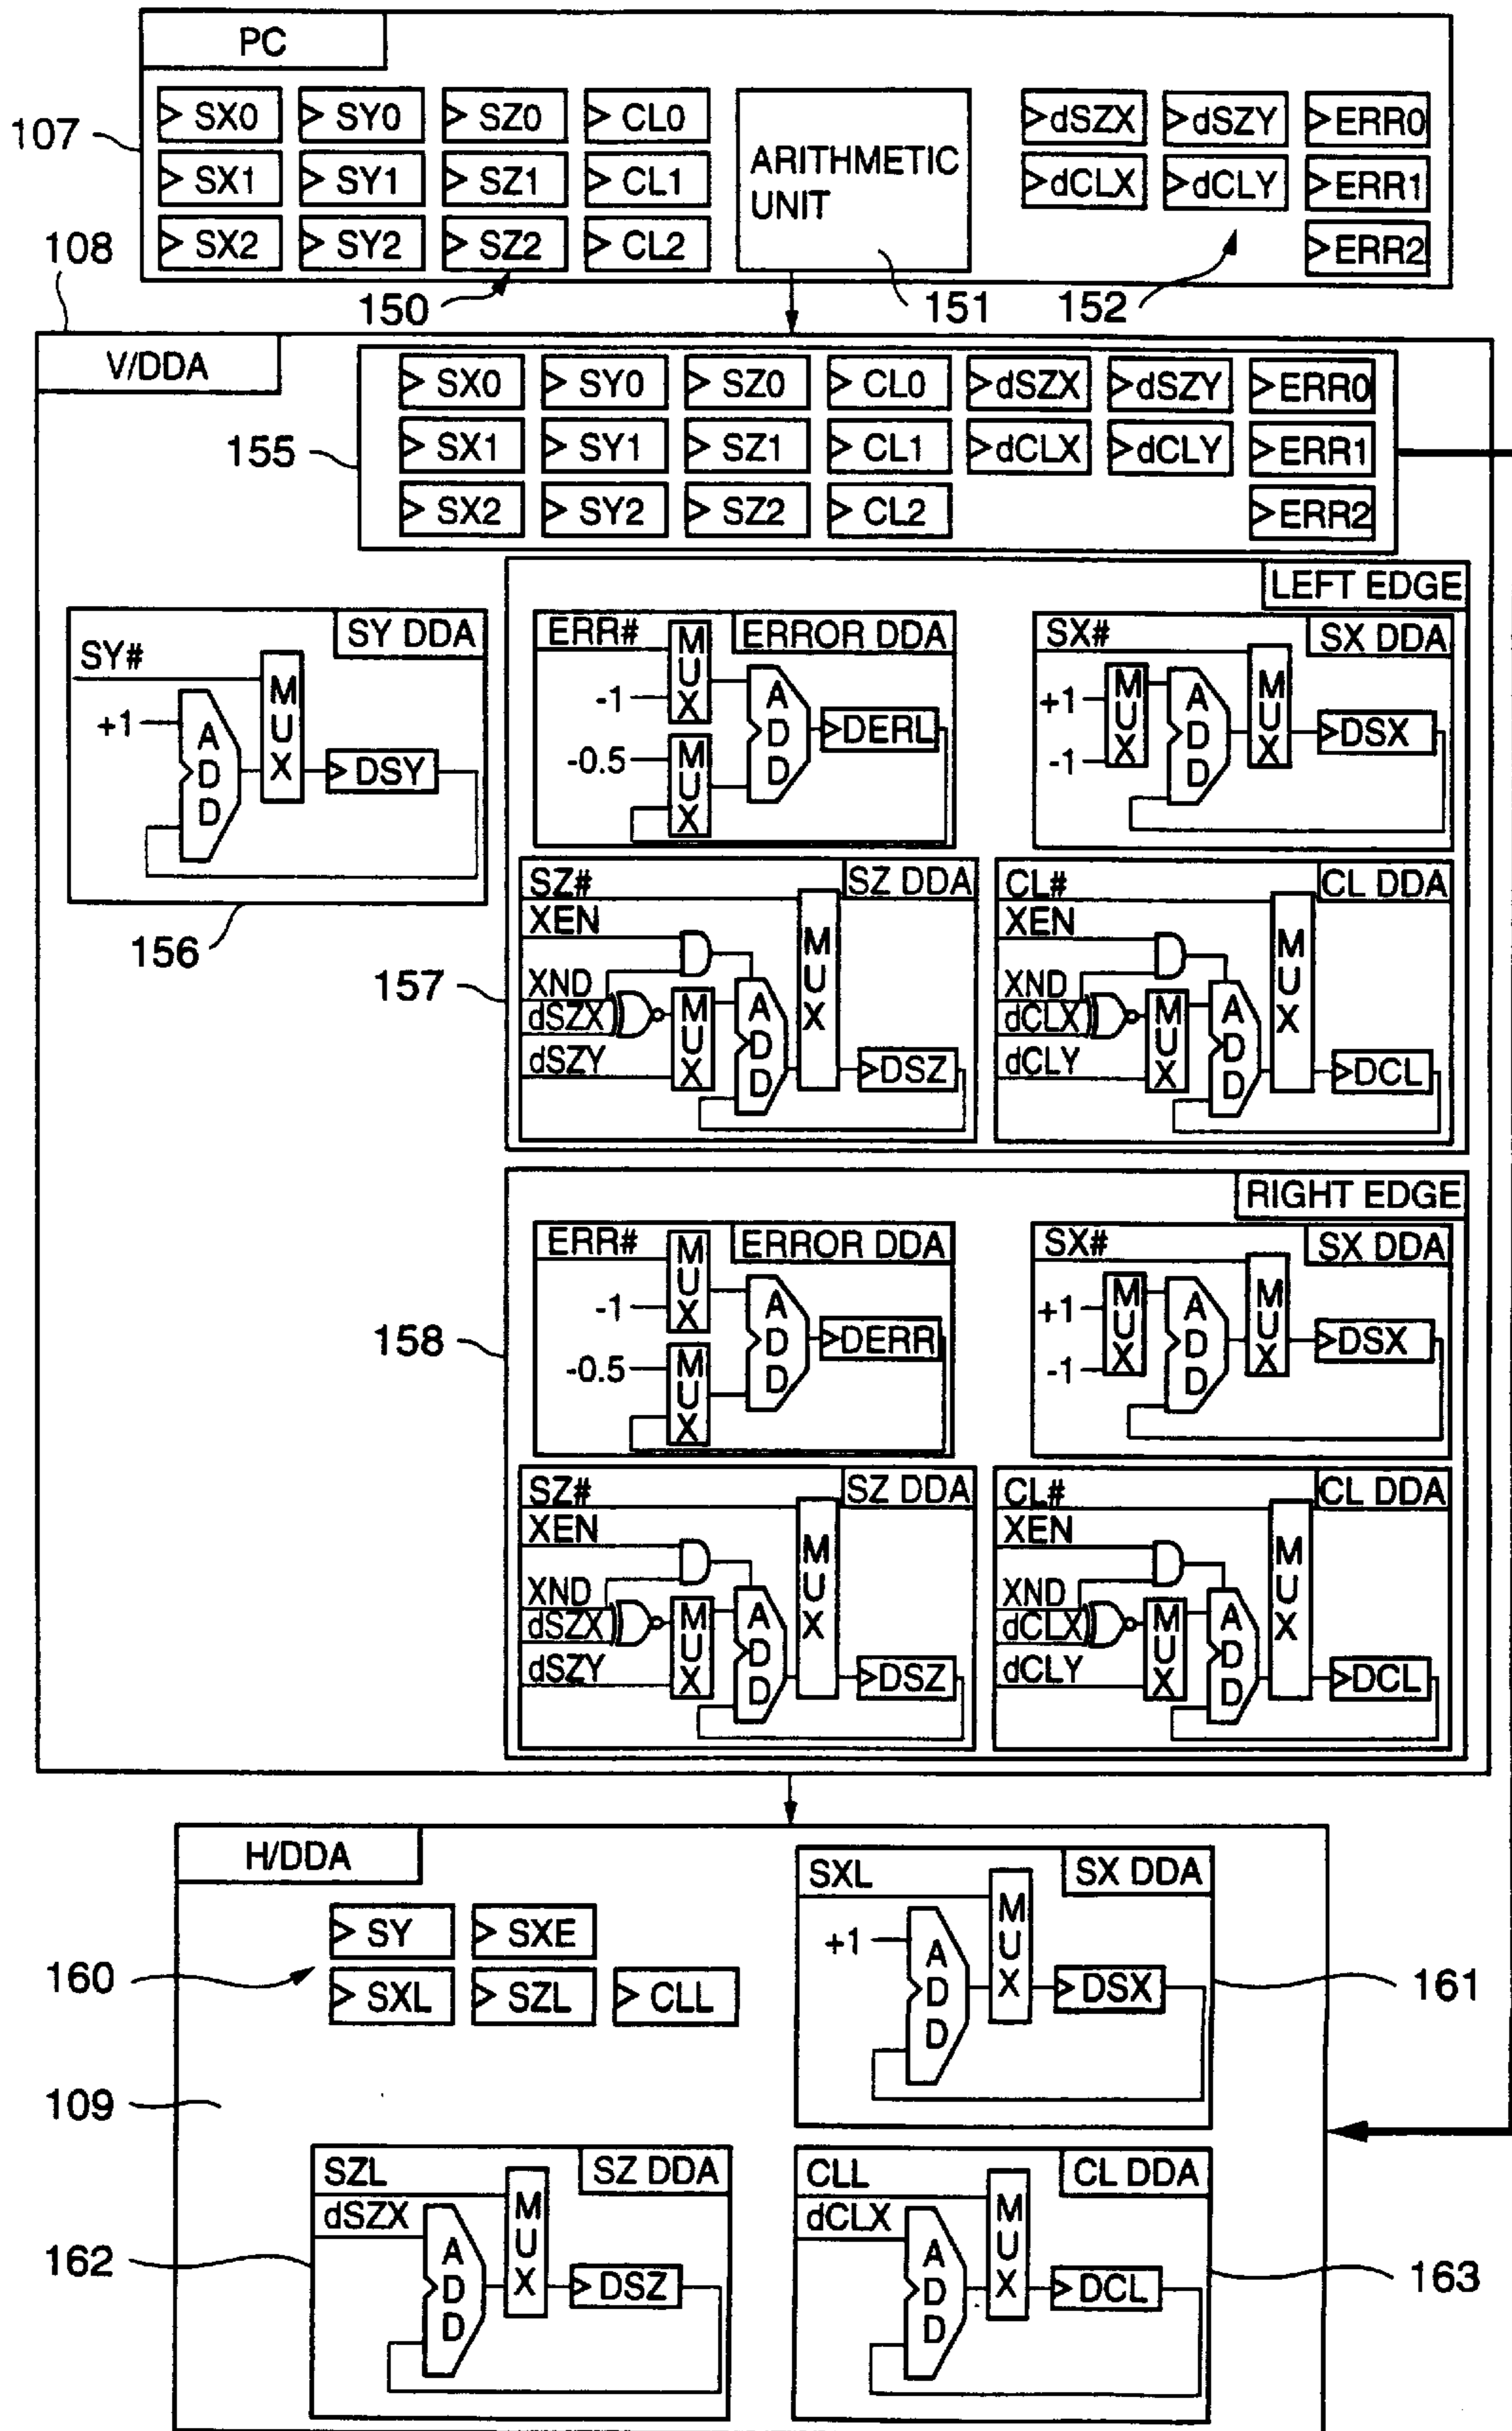 PC
SX0 SY0 SZ0 CL0
SX1 SY1 SZ1 CL1
SX2 SY2 SZ2 CL2
ARITHMETIC
UNIT
dSZX dSZY ERR0
dCLX dCLY ERR1
ERR2
107
150
151
152
108
V/DDA
SX0 SY0 SZ0 CL0 dSZX dSZY ERR0
SX1 SY1 SZ1 CL1 dCLX dCLY ERR1
SX2 SY2 SZ2 CL2 ERR2
155
SY DDA
SY#
+1
ADD
MUX
DSY
156
LEFT EDGE
157
ERROR DDA
ERR#
-1
MUX
-0.5
MUX
ADD
DERL
SX DDA
SX#
+1
-1
MUX
ADD
MUX
DSX
SZ DDA
SZ#
XEN
XND
dSZX
dSZY
MUX
ADD
MUX
DSZ
CL DDA
CL#
XEN
XND
dCLX
dCLY
MUX
ADD
MUX
DCL
RIGHT EDGE
158
ERROR DDA
ERR#
-1
MUX
-0.5
MUX
ADD
DERR
SX DDA
SX#
+1
-1
MUX
ADD
MUX
DSX
SZ DDA
SZ#
XEN
XND
dSZX
dSZY
MUX
ADD
MUX
DSZ
CL DDA
CL#
XEN
XND
dCLX
dCLY
MUX
ADD
MUX
DCL
H/DDA
SY SXE
SXL SZL CLL
160
109
SX DDA
SXL
+1
ADD
MUX
DSX
161
SZ DDA
SZL
dSZX
ADD
MUX
DSZ
162
CL DDA
CLL
dCLX
ADD
MUX
DCL
163